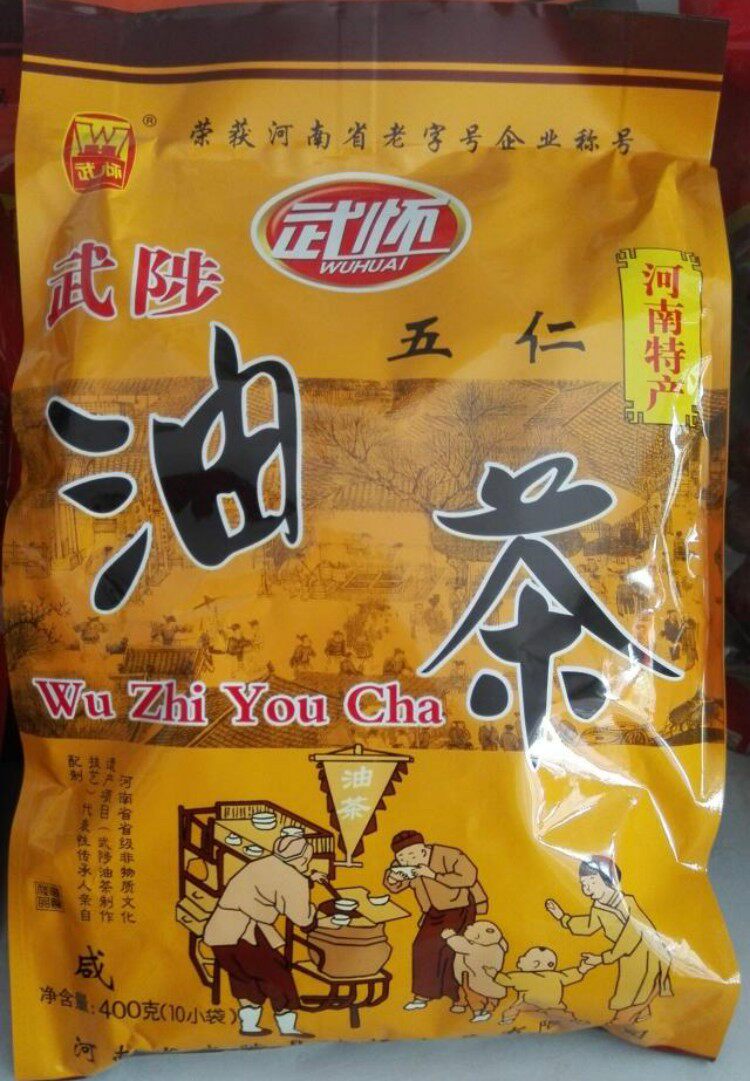 荣获河南省老字号企业称号
®
武怀
WUHUAI
武陟
五仁
河南特产
油茶
Wu Zhi You Cha
油茶
河南省省级非物质文化
遗产项目(武陟油茶制作
技艺)代表性传承人亲自
配制
咸
净含量:400克(10小袋)